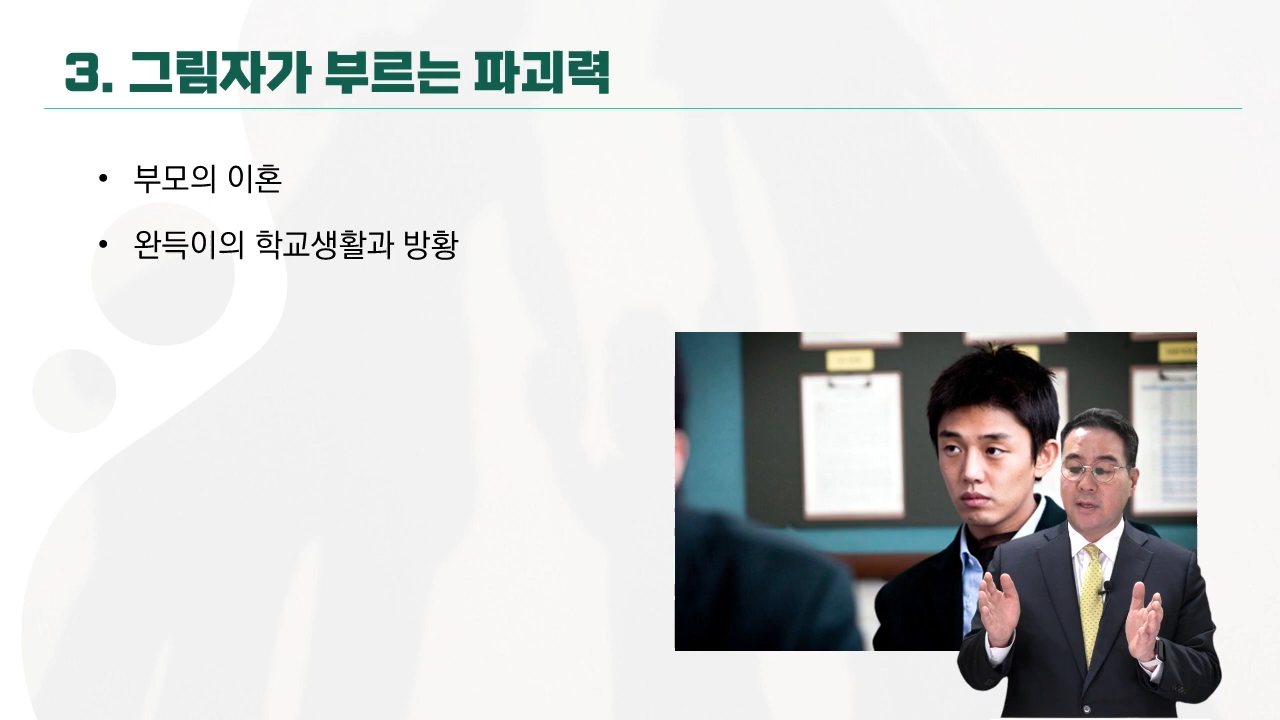 3. 그림자가 부르는 파괴력
• 부모의 이혼
• 완득이의 학교생활과 방황